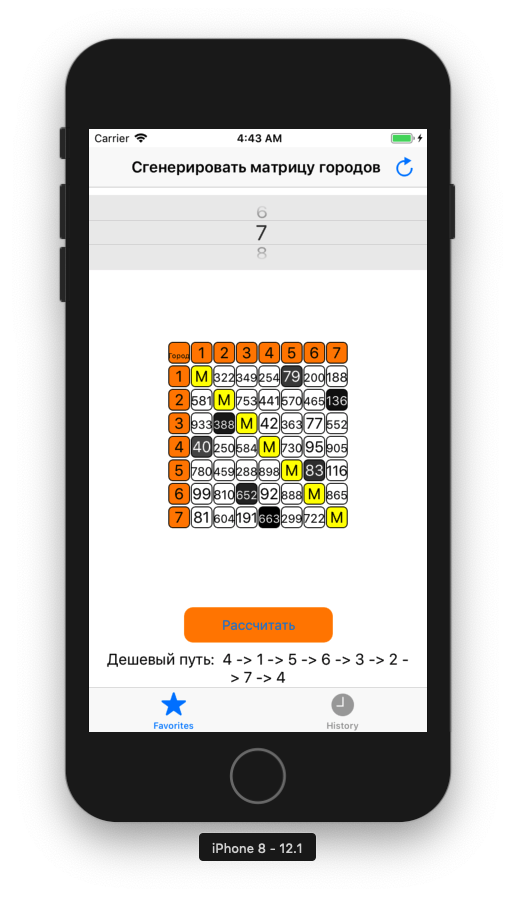 Carrier 4:43 AM
Сгенерировать матрицу городов
6
7
8
Город 1 2 3 4 5 6 7
1 M 322 349 254 79 200 188
2 581 M 753 441 570 465 136
3 933 388 M 42 363 77 552
4 40 250 584 M 730 95 905
5 780 459 288 898 M 83 116
6 99 810 652 92 888 M 865
7 81 604 191 663 299 722 M
Рассчитать
Дешевый путь: 4 -> 1 -> 5 -> 6 -> 3 -> 2 -
> 7 -> 4
Favorites History
iPhone 8 - 12.1